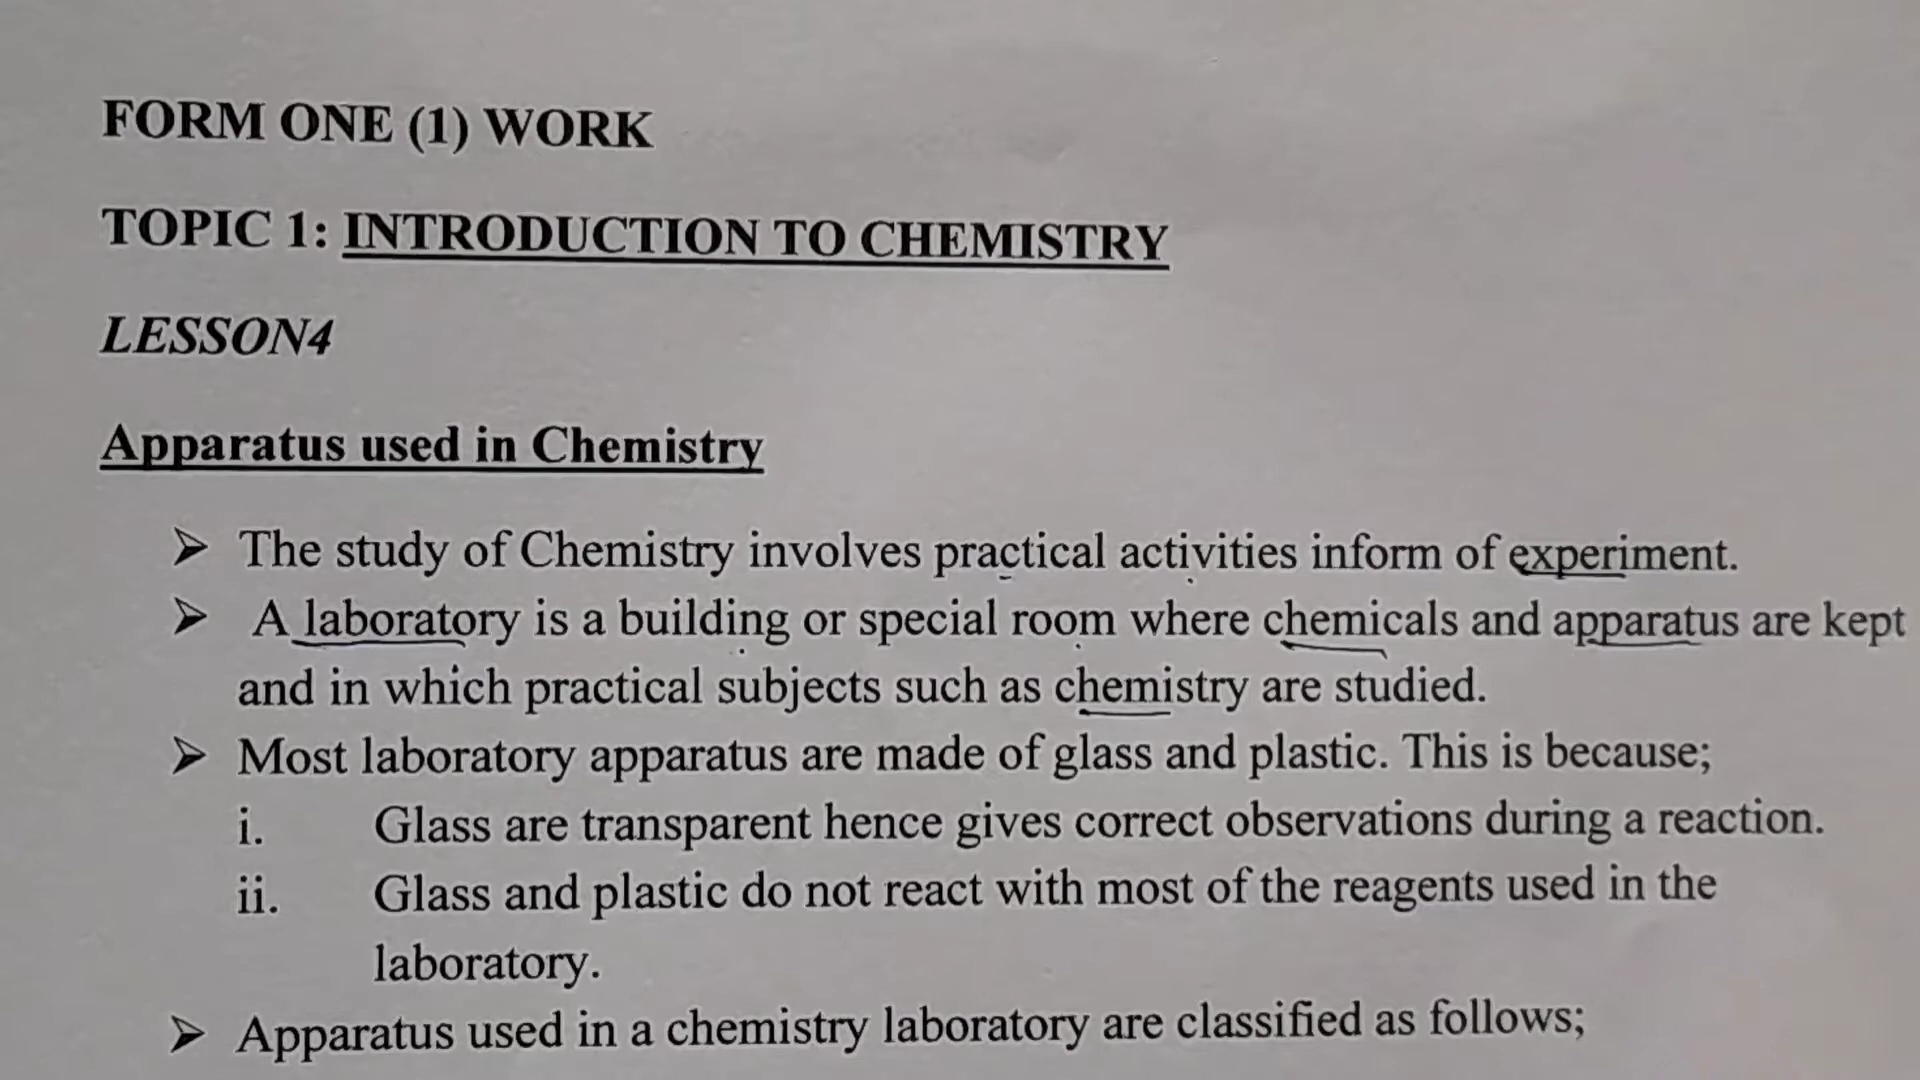 FORM ONE (1) WORK
TOPIC 1: INTRODUCTION TO CHEMISTRY
LESSON4
Apparatus used in Chemistry
➢ The study of Chemistry involves practical activities inform of experiment.
➢ A laboratory is a building or special room where chemicals and apparatus are kept
and in which practical subjects such as chemistry are studied.
➢ Most laboratory apparatus are made of glass and plastic. This is because;
i. Glass are transparent hence gives correct observations during a reaction.
ii. Glass and plastic do not react with most of the reagents used in the
laboratory.
➢ Apparatus used in a chemistry laboratory are classified as follows;